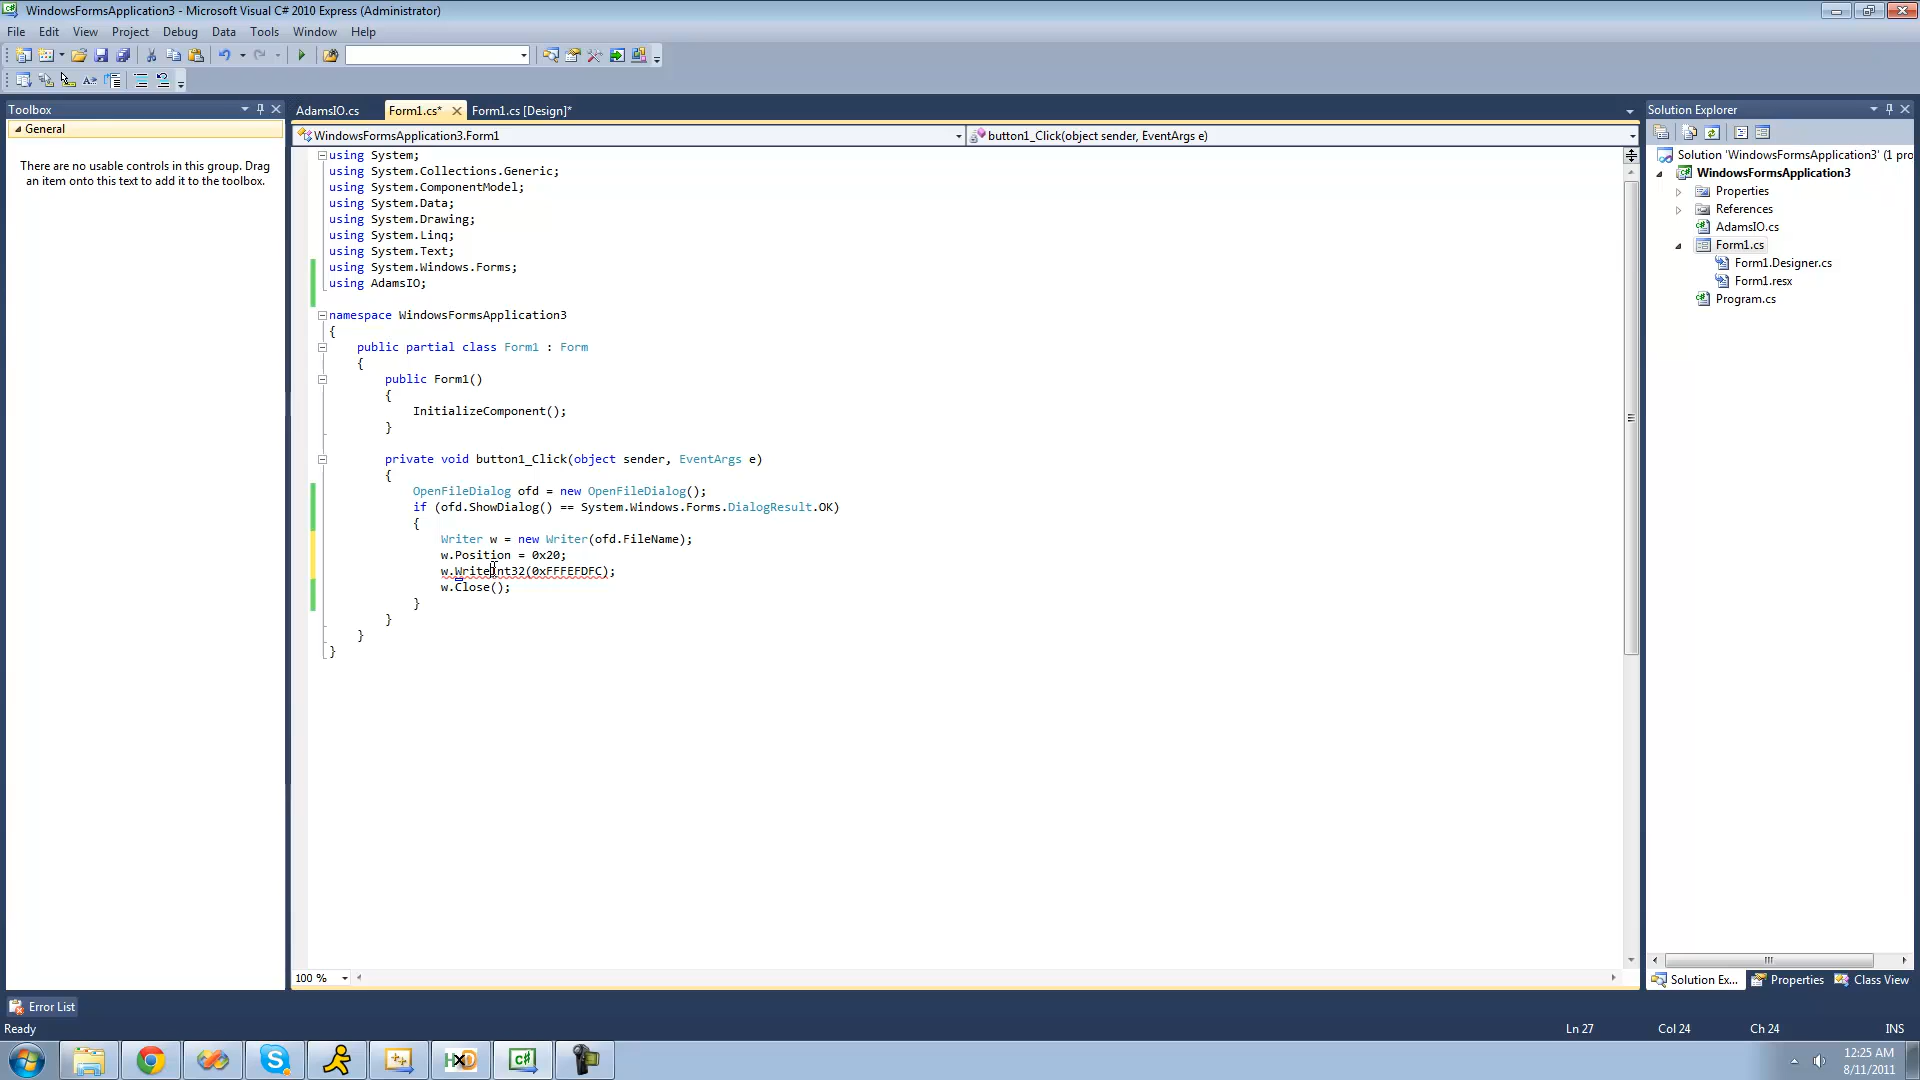 WindowsFormsApplication3 - Microsoft Visual C# 2010 Express (Administrator)
File Edit View Project Debug Data Tools Window Help
Toolbox
General
There are no usable controls in this group. Drag
an item onto this text to add it to the toolbox.
AdamsIO.cs Form1.cs* Form1.cs [Design]*
WindowsFormsApplication3.Form1 button1_Click(object sender, EventArgs e)
using System;
using System.Collections.Generic;
using System.ComponentModel;
using System.Data;
using System.Drawing;
using System.Linq;
using System.Text;
using System.Windows.Forms;
using AdamsIO;
namespace WindowsFormsApplication3
{
public partial class Form1 : Form
{
public Form1()
{
InitializeComponent();
}
private void button1_Click(object sender, EventArgs e)
{
OpenFileDialog ofd = new OpenFileDialog();
if (ofd.ShowDialog() == System.Windows.Forms.DialogResult.OK)
{
Writer w = new Writer(ofd.FileName);
w.Position = 0x20;
w.WriteInt32(0xFFFEFDFC);
w.Close();
}
}
}
}
100 %
Solution Explorer
Solution 'WindowsFormsApplication3' (1 pro
WindowsFormsApplication3
Properties
References
AdamsIO.cs
Form1.cs
Form1.Designer.cs
Form1.resx
Program.cs
Solution Ex... Properties Class View
Error List
Ready Ln 27 Col 24 Ch 24 INS
12:25 AM
8/11/2011